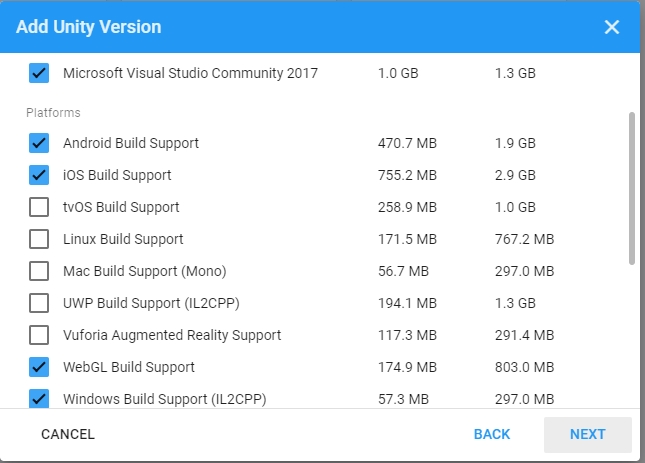 Add Unity Version
Microsoft Visual Studio Community 2017 1.0 GB 1.3 GB
Platforms
Android Build Support 470.7 MB 1.9 GB
iOS Build Support 755.2 MB 2.9 GB
tvOS Build Support 258.9 MB 1.0 GB
Linux Build Support 171.5 MB 767.2 MB
Mac Build Support (Mono) 56.7 MB 297.0 MB
UWP Build Support (IL2CPP) 194.1 MB 1.3 GB
Vuforia Augmented Reality Support 117.3 MB 291.4 MB
WebGL Build Support 174.9 MB 803.0 MB
Windows Build Support (IL2CPP) 57.3 MB 297.0 MB
CANCEL BACK NEXT